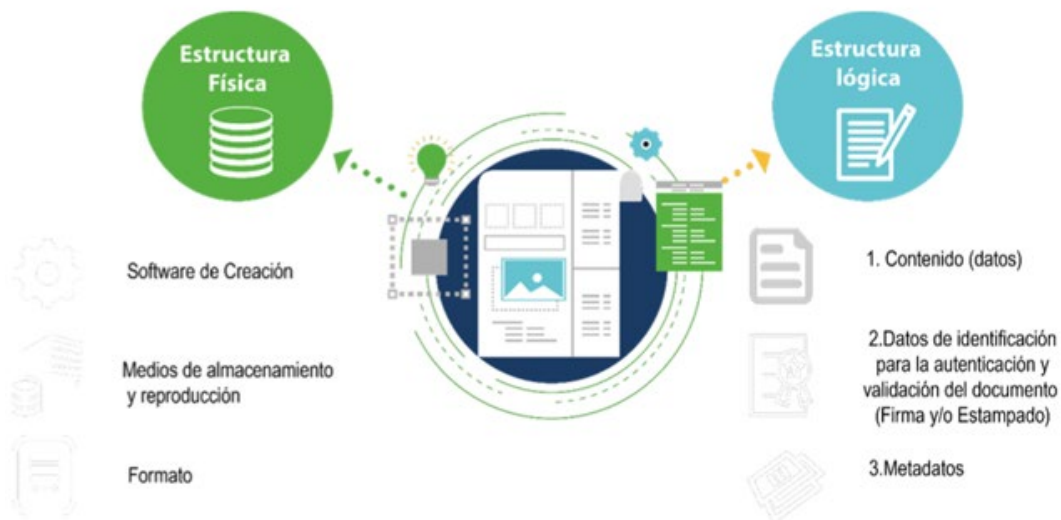 Estructura
Física
Estructura
lógica
Software de Creación
Medios de almacenamiento
y reproducción
Formato
1. Contenido (datos)
2.Datos de identificación
para la autenticación y
validación del documento
(Firma y/o Estampado)
3.Metadatos